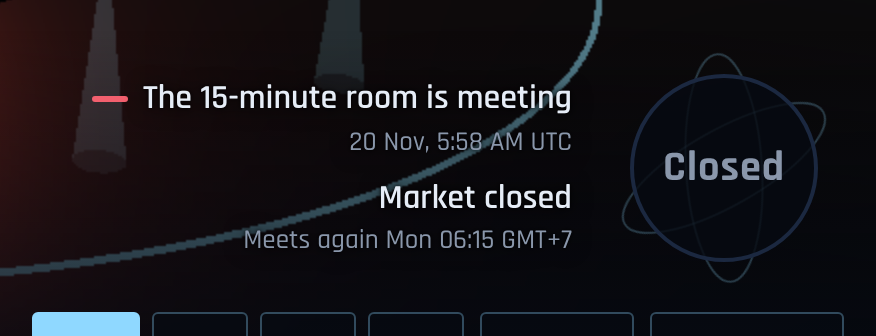 The 15-minute room is meeting
20 Nov, 5:58 AM UTC
Market closed
Meets again Mon 06:15 GMT+7
Closed